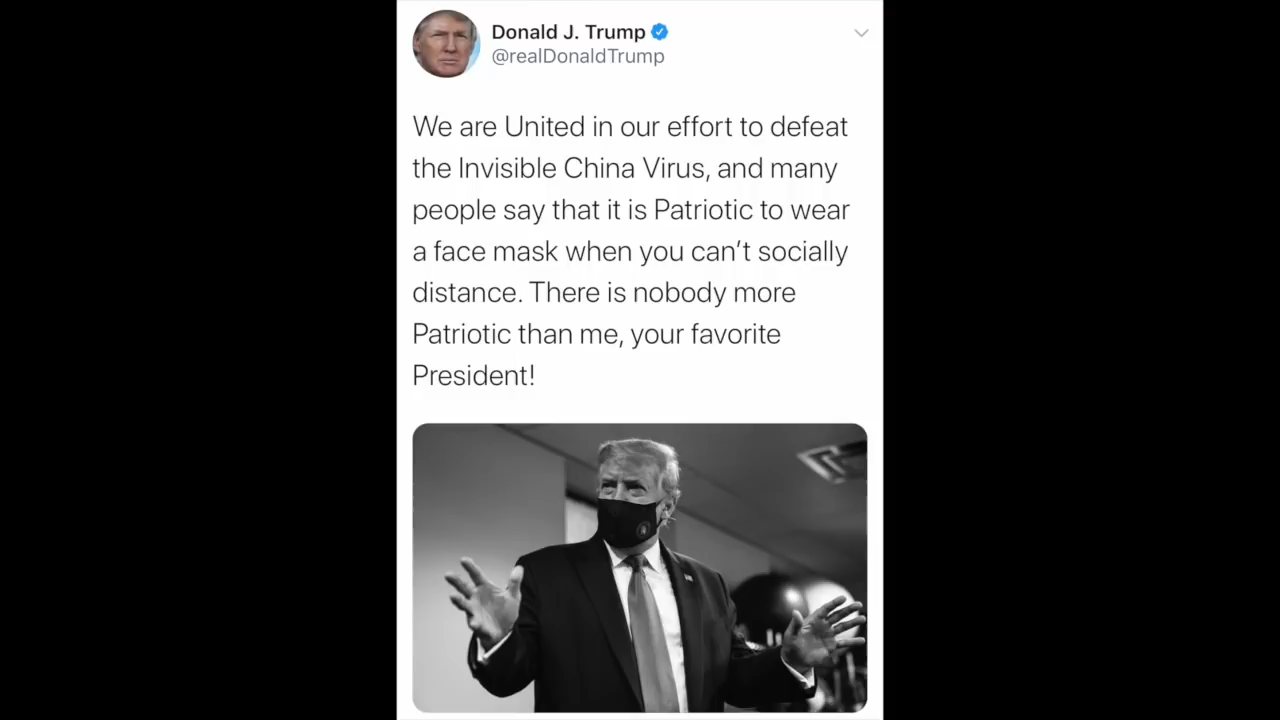 Donald J. Trump
@realDonaldTrump
We are United in our effort to defeat
the Invisible China Virus, and many
people say that it is Patriotic to wear
a face mask when you can't socially
distance. There is nobody more
Patriotic than me, your favorite
President!